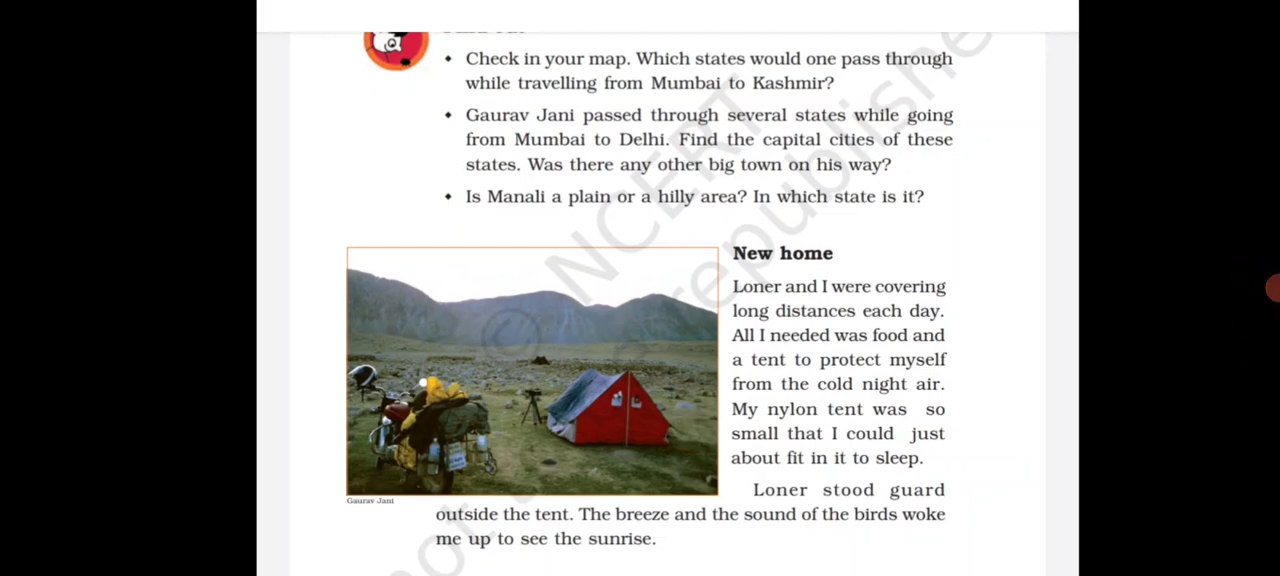 • Check in your map. Which states would one pass through
while travelling from Mumbai to Kashmir?
• Gaurav Jani passed through several states while going
from Mumbai to Delhi. Find the capital cities of these
states. Was there any other big town on his way?
• Is Manali a plain or a hilly area? In which state is it?
New home
Loner and I were covering
long distances each day.
All I needed was food and
a tent to protect myself
from the cold night air.
My nylon tent was so
small that I could just
about fit in it to sleep.
Gaurav Jani
Loner stood guard
outside the tent. The breeze and the sound of the birds woke
me up to see the sunrise.
© NCERT
not republishe